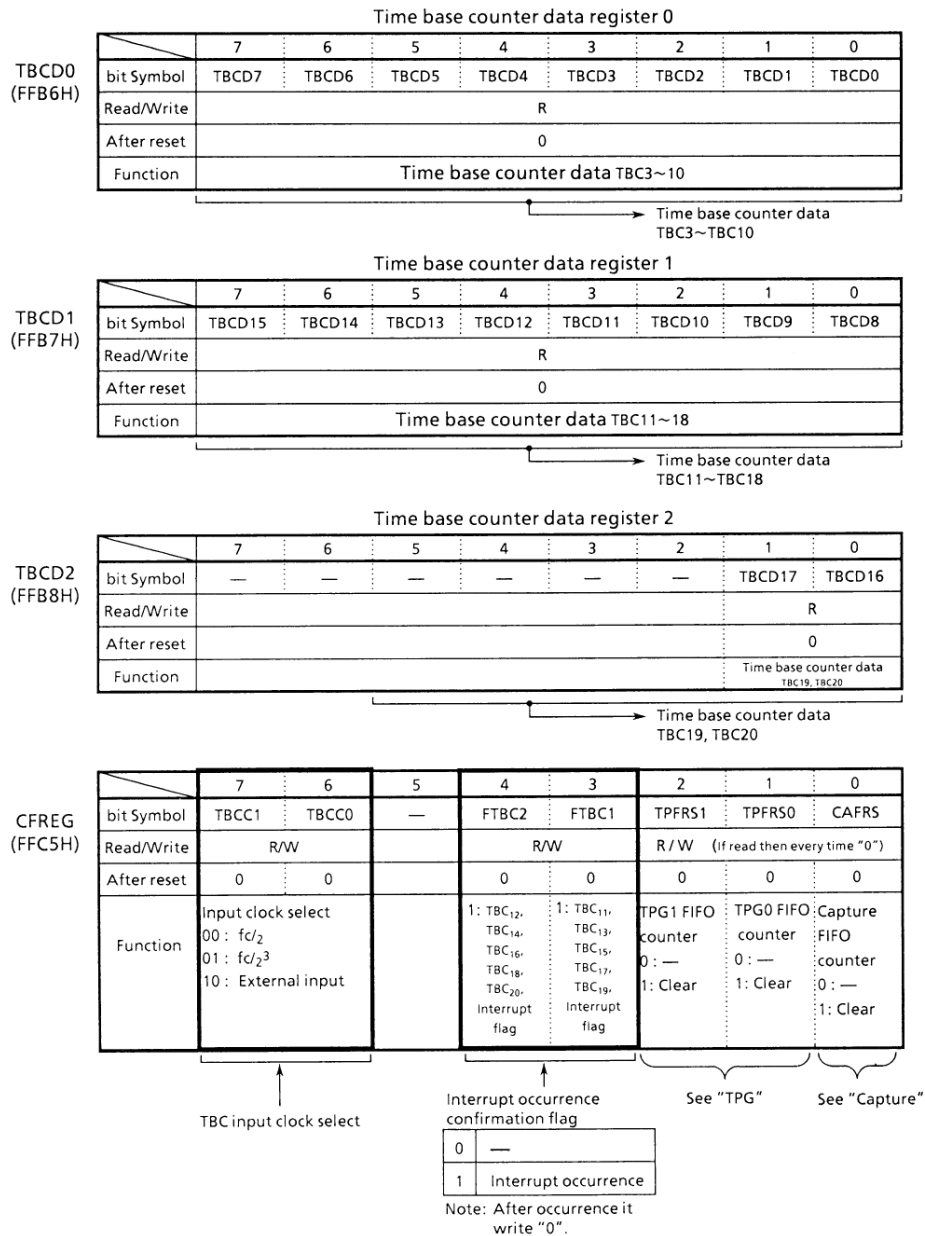 Time base counter data register 0
7 6 5 4 3 2 1 0
TBCD0
(FFB6H)
bit Symbol TBCD7 TBCD6 TBCD5 TBCD4 TBCD3 TBCD2 TBCD1 TBCD0
Read/Write R
After reset 0
Function Time base counter data TBC3~10
Time base counter data
TBC3~TBC10
Time base counter data register 1
7 6 5 4 3 2 1 0
TBCD1
(FFB7H)
bit Symbol TBCD15 TBCD14 TBCD13 TBCD12 TBCD11 TBCD10 TBCD9 TBCD8
Read/Write R
After reset 0
Function Time base counter data TBC11~18
Time base counter data
TBC11~TBC18
Time base counter data register 2
7 6 5 4 3 2 1 0
TBCD2
(FFB8H)
bit Symbol — — — — — — TBCD17 TBCD16
Read/Write R
After reset 0
Function Time base counter data
TBC19, TBC20
Time base counter data
TBC19, TBC20
7 6 5 4 3 2 1 0
CFREG
(FFC5H)
bit Symbol TBCC1 TBCC0 — FTBC2 FTBC1 TPFRS1 TPFRS0 CAFRS
Read/Write R/W R/W R/W (If read then every time "0")
After reset 0 0 0 0 0 0 0
Function
Input clock select
00 : fc/2
01 : fc/2³
10 : External input
1: TBC12,
TBC14,
TBC16,
TBC18,
TBC20,
Interrupt
flag
1: TBC11,
TBC13,
TBC15,
TBC17,
TBC19,
Interrupt
flag
TPG1 FIFO
counter
0 : —
1: Clear
TPG0 FIFO
counter
0 : —
1: Clear
Capture
FIFO
counter
0 : —
1: Clear
TBC input clock select
Interrupt occurrence
confirmation flag
0 —
1 Interrupt occurrence
Note: After occurrence it
write "0".
See "TPG"
See "Capture"